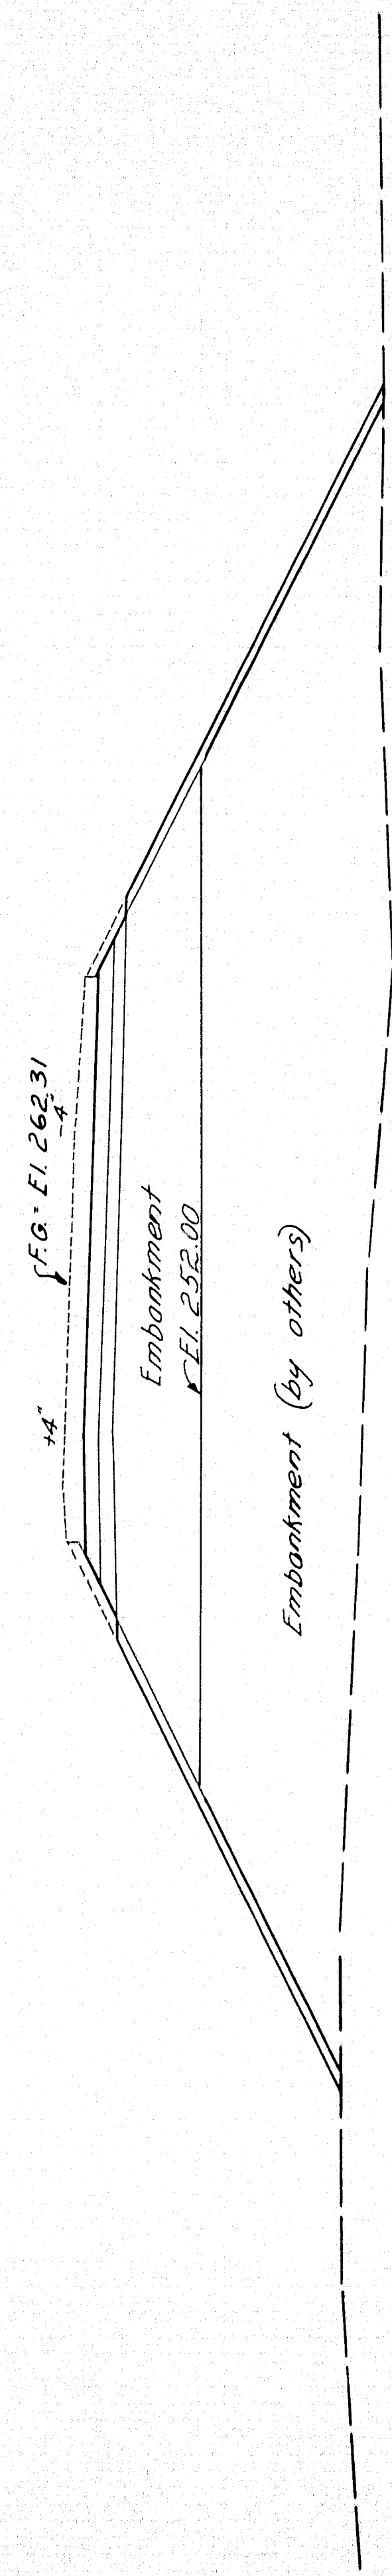 +4"
F.G. = El. 262.31
-4"
Embankment
El. 252.00
Embankment (by others)